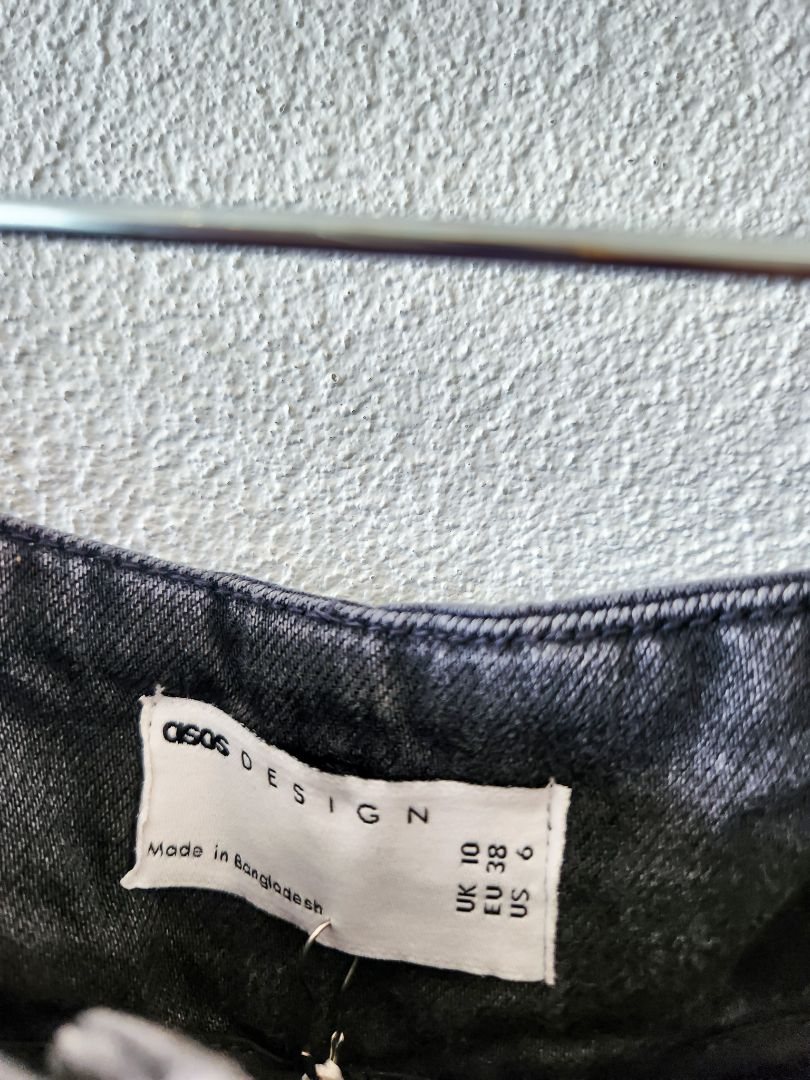 asos DESIGN
Made in Bangladesh
UK 10
EU 38
US 6